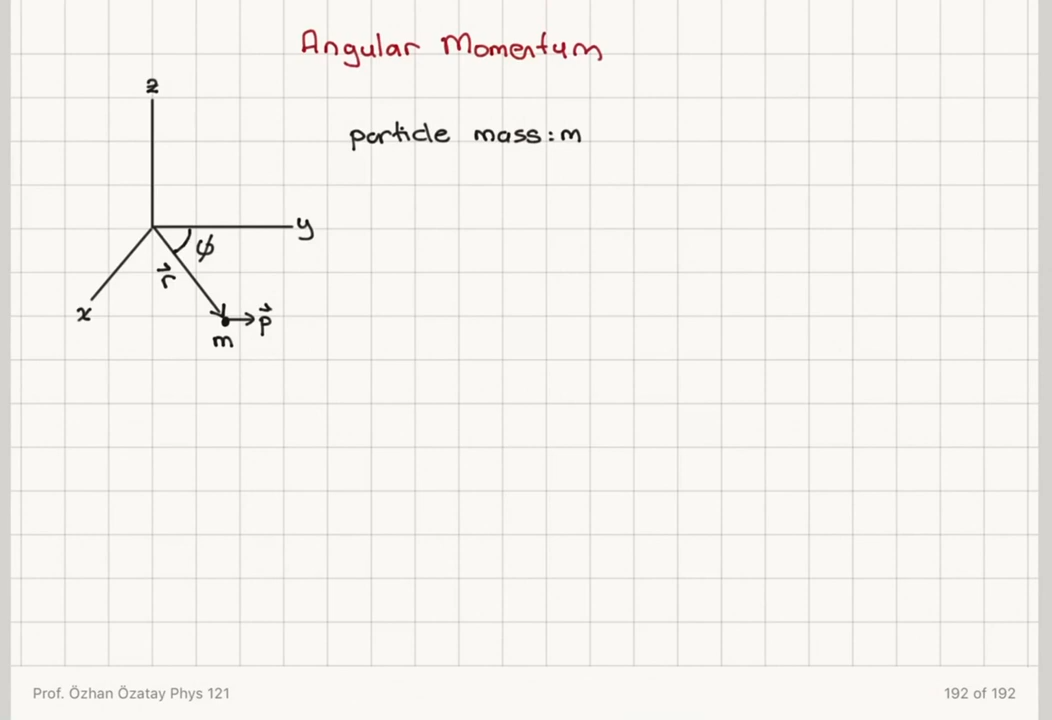 Angular Momentum
z
particle mass: m
y
ϕ
r⃗
x
p⃗
m
Prof. Özhan Özatay Phys 121
192 of 192